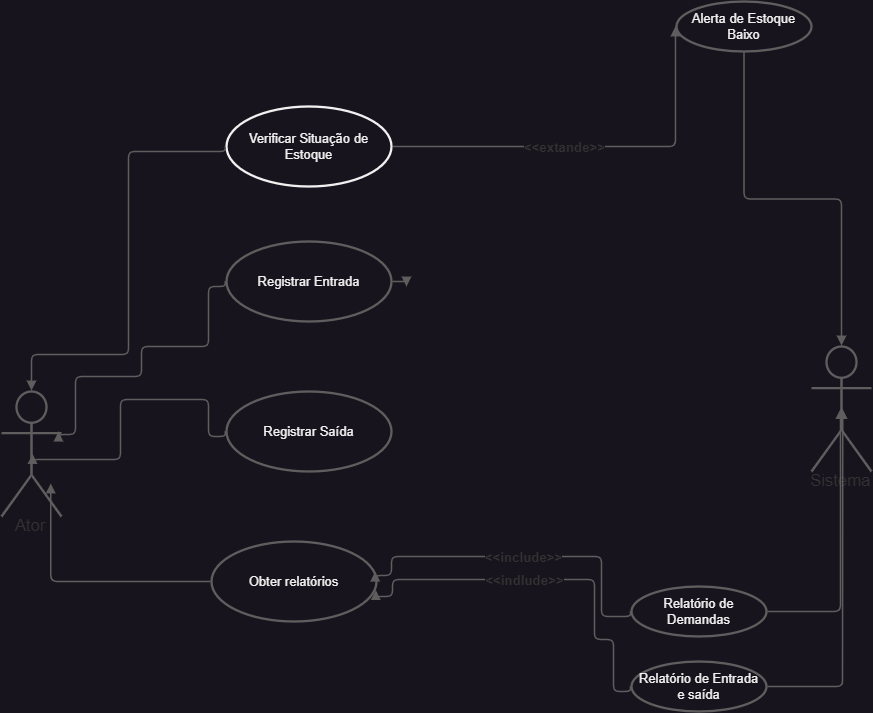 Alerta de Estoque
Baixo
Verificar Situação de
Estoque
<<extande>>
Registrar Entrada
Registrar Saída
Sistema
Ator
<<include>>
Obter relatórios
<<indlude>>
Relatório de
Demandas
Relatório de Entrada
e saída